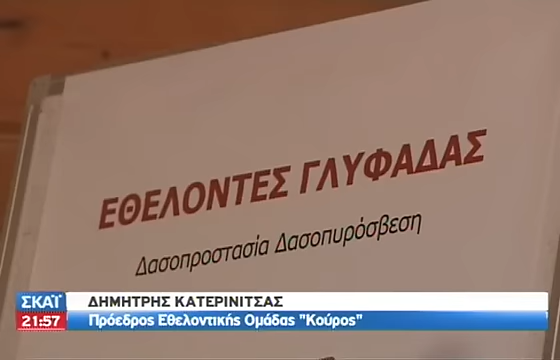 ΕΘΕΛΟΝΤΕΣ ΓΛΥΦΑΔΑΣ
Δασοπροστασία Δασοπυρόσβεση
ΣΚΑΪ
ΔΗΜΗΤΡΗΣ ΚΑΤΕΡΙΝΙΤΣΑΣ
21:57
Πρόεδρος Εθελοντικής Ομάδας "Κούρος"